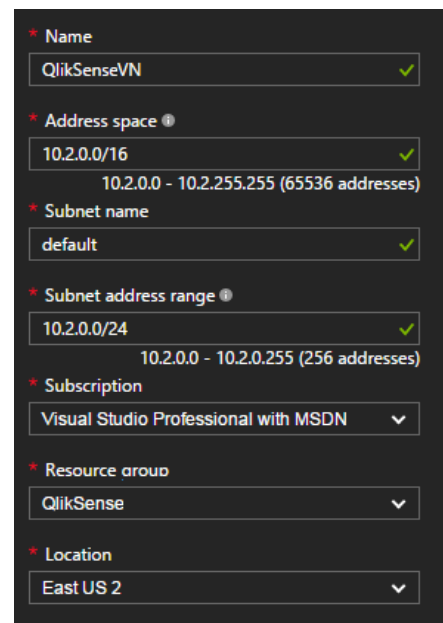 * Name
QlikSenseVN
* Address space
10.2.0.0/16
10.2.0.0 - 10.2.255.255 (65536 addresses)
* Subnet name
default
* Subnet address range
10.2.0.0/24
10.2.0.0 - 10.2.0.255 (256 addresses)
* Subscription
Visual Studio Professional with MSDN
* Resource group
QlikSense
* Location
East US 2